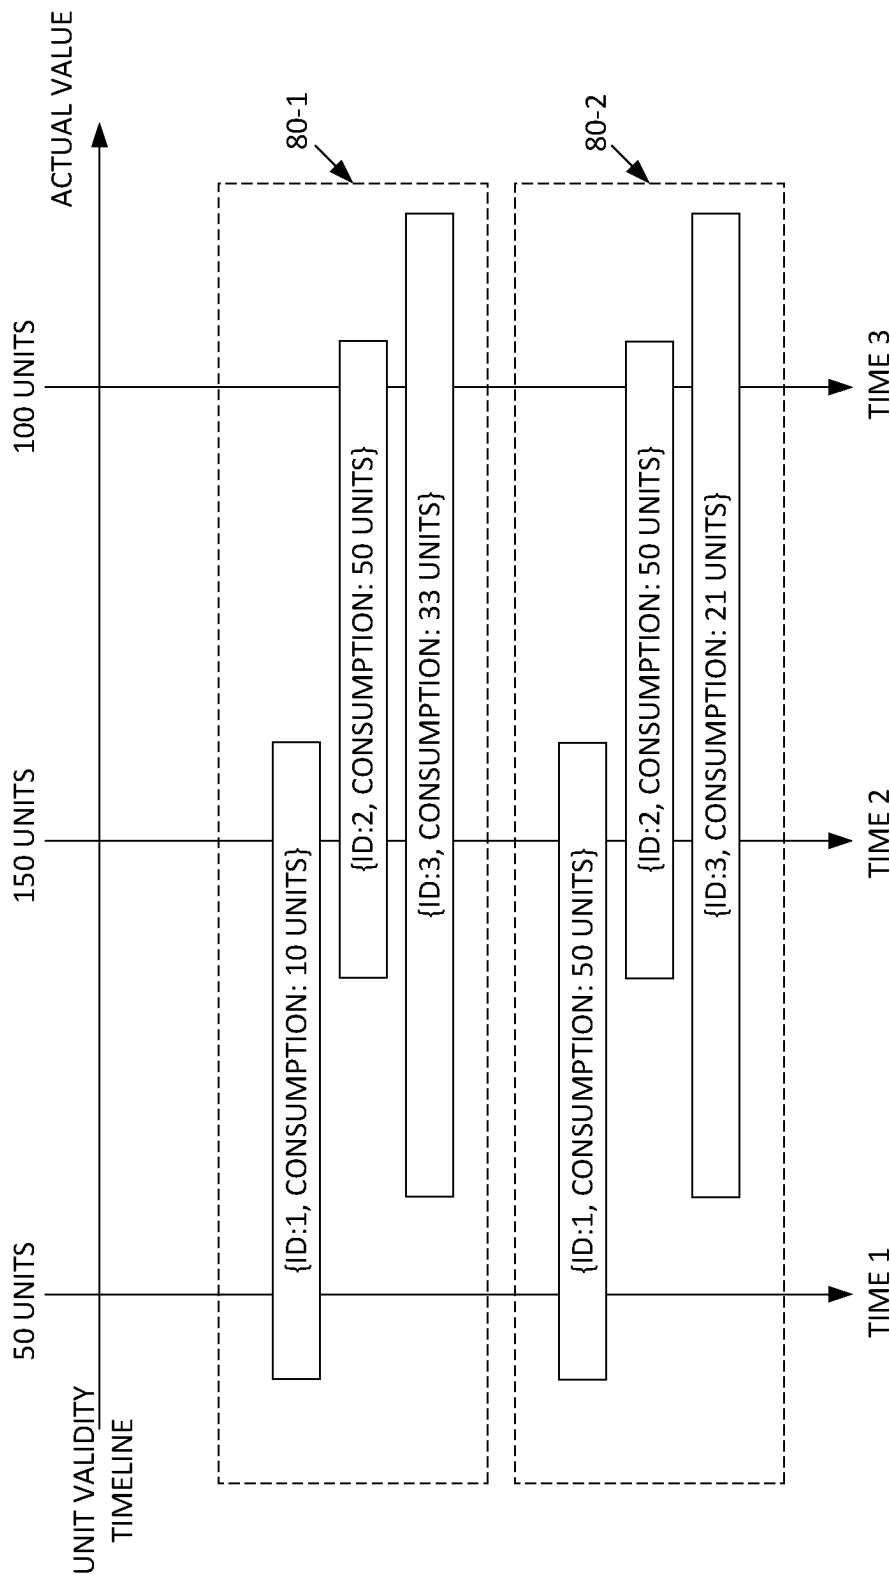 50 UNITS
150 UNITS
100 UNITS
UNIT VALIDITY
TIMELINE
ACTUAL VALUE
80-1
{ID:1, CONSUMPTION: 10 UNITS}
{ID:2, CONSUMPTION: 50 UNITS}
{ID:3, CONSUMPTION: 33 UNITS}
80-2
{ID:1, CONSUMPTION: 50 UNITS}
{ID:2, CONSUMPTION: 50 UNITS}
{ID:3, CONSUMPTION: 21 UNITS}
TIME 1
TIME 2
TIME 3